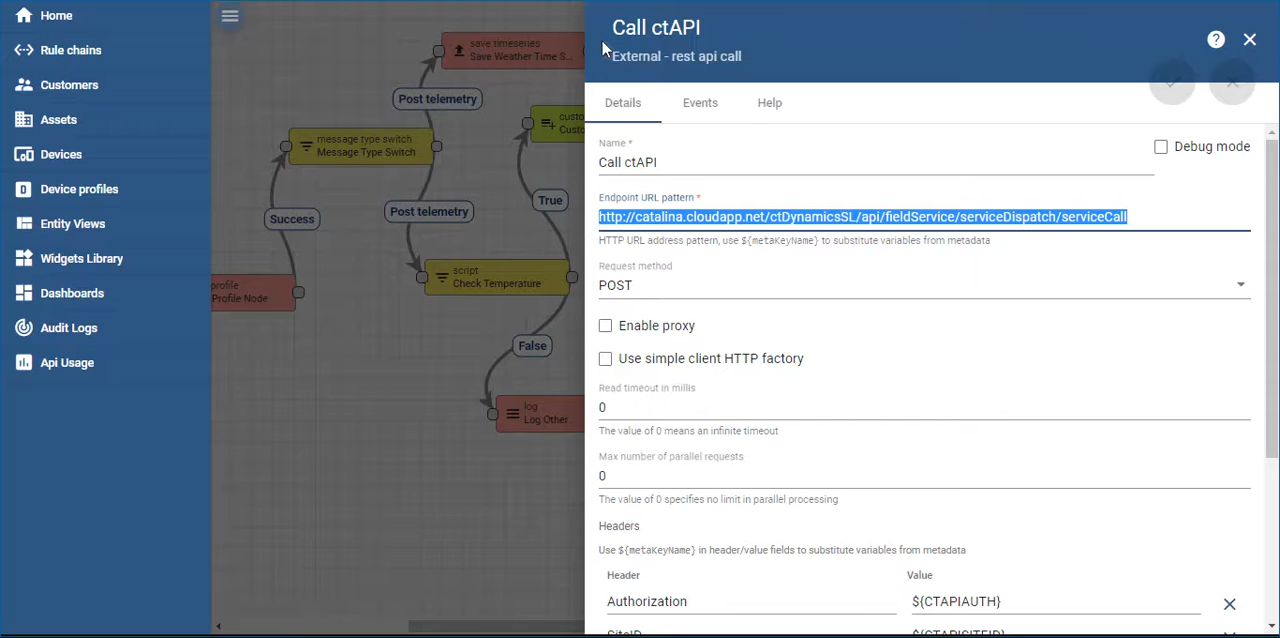 Home
Rule chains
Customers
Assets
Devices
Device profiles
Entity Views
Widgets Library
Dashboards
Audit Logs
Api Usage
save timeseries
Save Weather Time S...
Post telemetry
message type switch
Message Type Switch
Success
Post telemetry
True
script
Check Temperature
profile
Profile Node
False
log
Log Other
Call ctAPI
External - rest api call
Details
Events
Help
Name *
Call ctAPI
Debug mode
Endpoint URL pattern *
http://catalina.cloudapp.net/ctDynamicsSL/api/fieldService/serviceDispatch/serviceCall
HTTP URL address pattern, use ${metaKeyName} to substitute variables from metadata
Request method
POST
Enable proxy
Use simple client HTTP factory
Read timeout in millis
0
The value of 0 means an infinite timeout
Max number of parallel requests
0
The value of 0 specifies no limit in parallel processing
Headers
Use ${metaKeyName} in header/value fields to substitute variables from metadata
Header
Value
Authorization
${CTAPIAUTH}
SiteID
${CTAPISITEID}